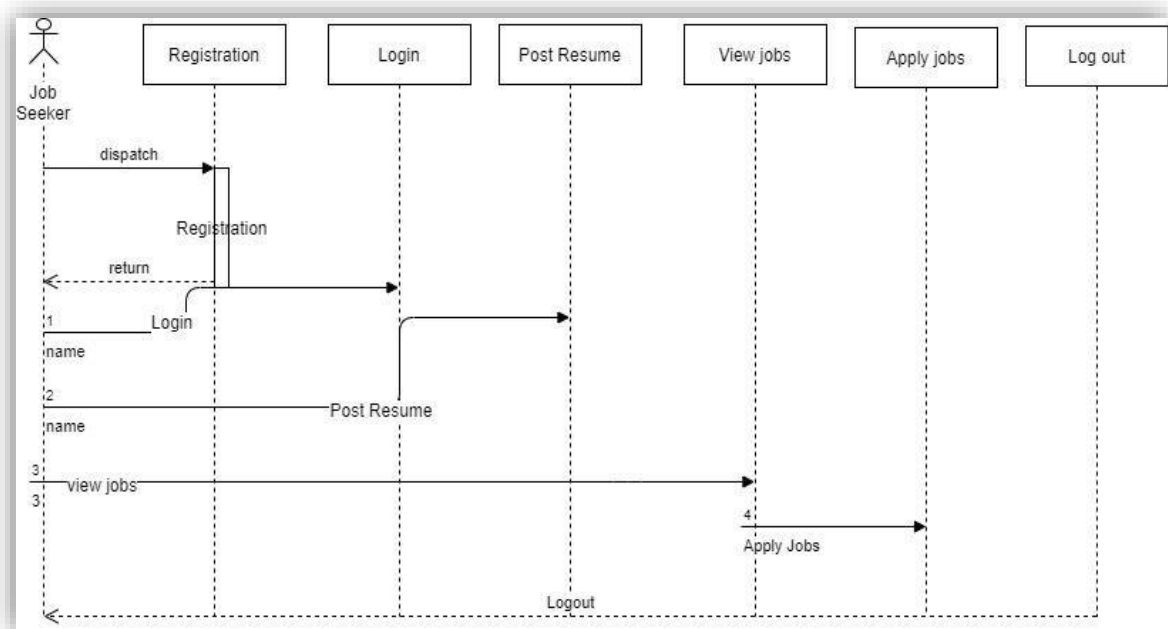 Registration
Login
Post Resume
View jobs
Apply jobs
Log out
Job
Seeker
dispatch
Registration
return
1
Login
name
2
Post Resume
name
3
view jobs
3
4
Apply Jobs
Logout